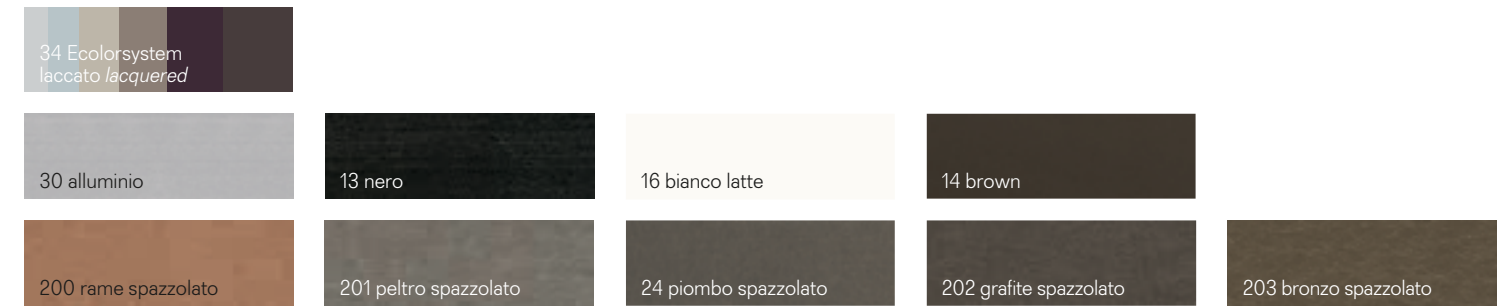 34 Ecolorsystem
laccato lacquered
30 alluminio
13 nero
16 bianco latte
14 brown
200 rame spazzolato
201 peltro spazzolato
24 piombo spazzolato
202 grafite spazzolato
203 bronzo spazzolato